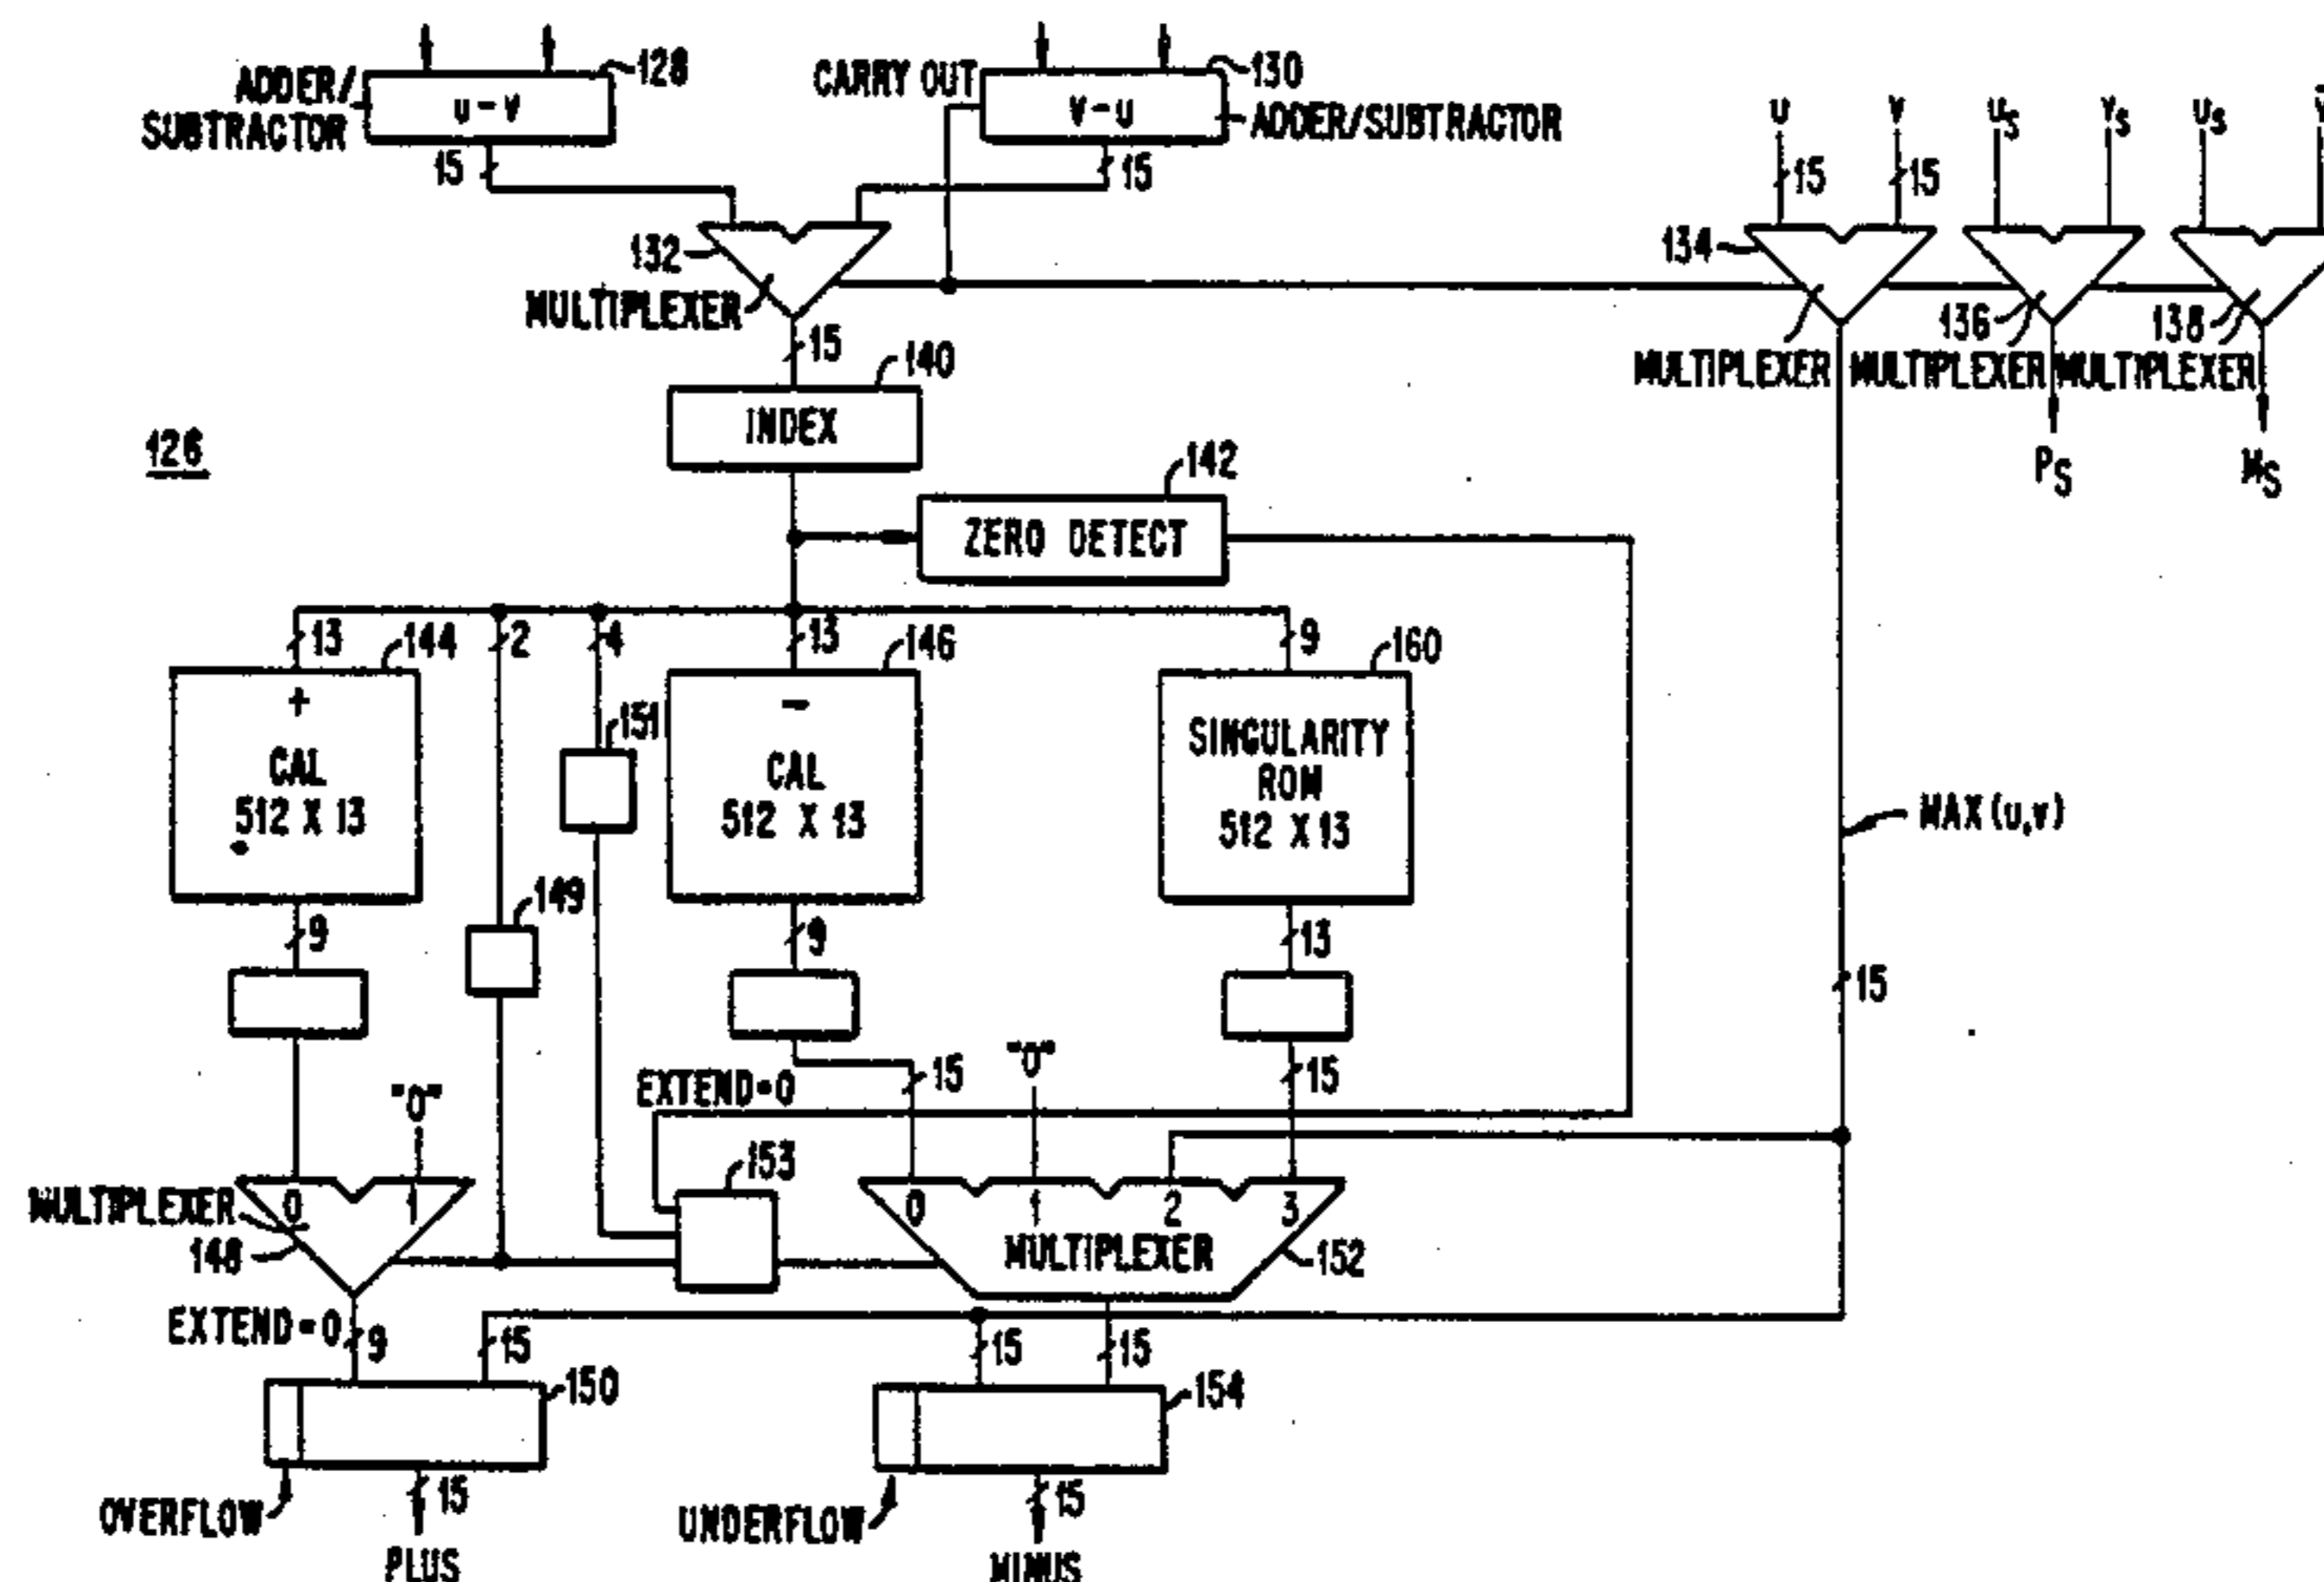 128
ADDER/
SUBTRACTOR
u - v
CARRY OUT
130
v - u
ADDER/SUBTRACTOR
15
15
u
v
uS
vS
uS
15
15
132
MULTIPLEXER
134
136
138
MULTIPLEXER
MULTIPLEXER
MULTIPLEXER
15
140
INDEX
126
PS
MS
142
ZERO DETECT
13
144
2
4
13
146
9
160
+
CAL
512 X 13
151
-
CAL
512 X 13
SINGULARITY
ROM
512 X 13
MAX(u,v)
149
9
9
13
15
"0"
EXTEND=0
15
"0"
15
153
MULTIPLEXER
148
0
1
0
1
2
3
MULTIPLEXER
152
EXTEND=0
9
15
15
15
150
154
OVERFLOW
15
PLUS
UNDERFLOW
15
MINUS